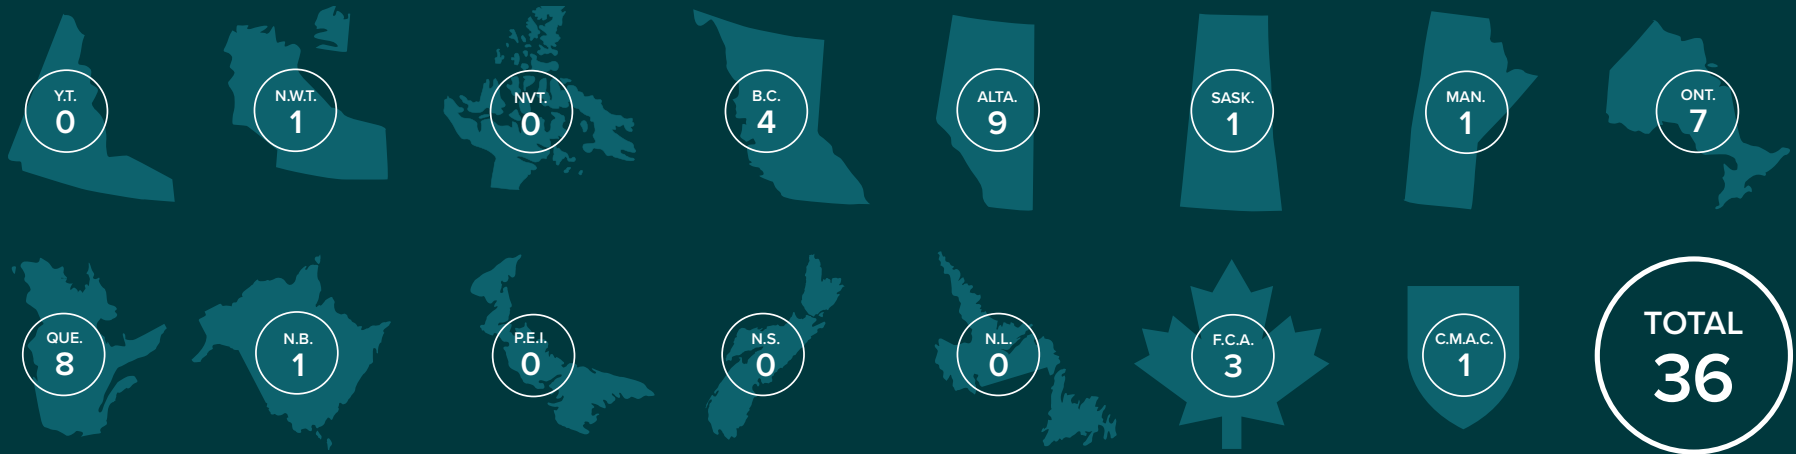 Y.T.
0
N.W.T.
1
NVT.
0
B.C.
4
ALTA.
9
SASK.
1
MAN.
1
ONT.
7
QUE.
8
N.B.
1
P.E.I.
0
N.S.
0
N.L.
0
F.C.A.
3
C.M.A.C.
1
TOTAL
36